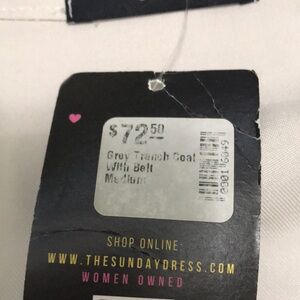 $72.50
Grey Trench Coat
With Belt
Medium
SHOP ONLINE:
WWW.THESUNDAYDRESS.COM
WOMEN OWNED